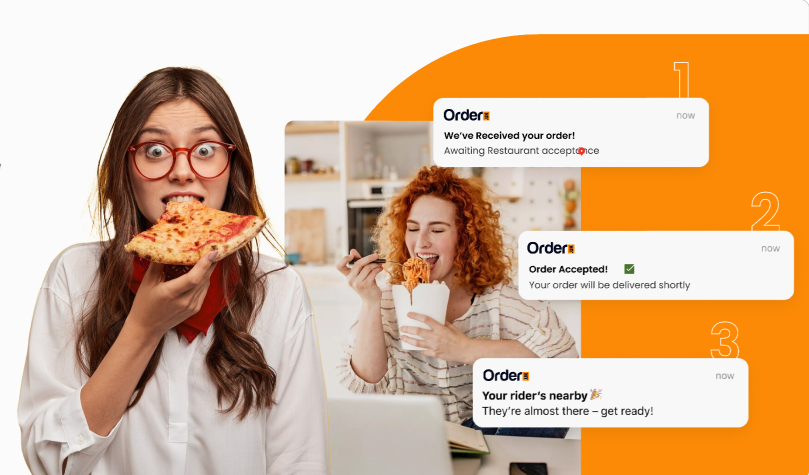 1
Order
now
We've Received your order!
Awaiting Restaurant acceptance
2
Order
now
Order Accepted!
Your order will be delivered shortly
3
Order
now
Your rider's nearby 🎉
They're almost there – get ready!